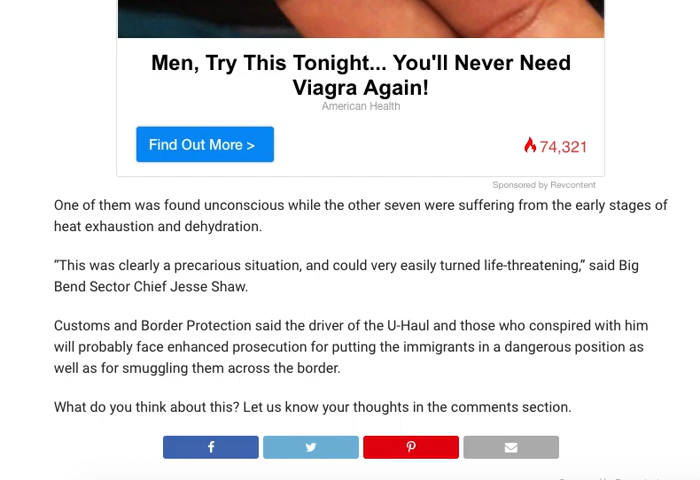 Men, Try This Tonight... You'll Never Need
Viagra Again!
American Health
Find Out More >
74,321
Sponsored by Revcontent
One of them was found unconscious while the other seven were suffering from the early stages of
heat exhaustion and dehydration.
“This was clearly a precarious situation, and could very easily turned life-threatening,” said Big
Bend Sector Chief Jesse Shaw.
Customs and Border Protection said the driver of the U-Haul and those who conspired with him
will probably face enhanced prosecution for putting the immigrants in a dangerous position as
well as for smuggling them across the border.
What do you think about this? Let us know your thoughts in the comments section.